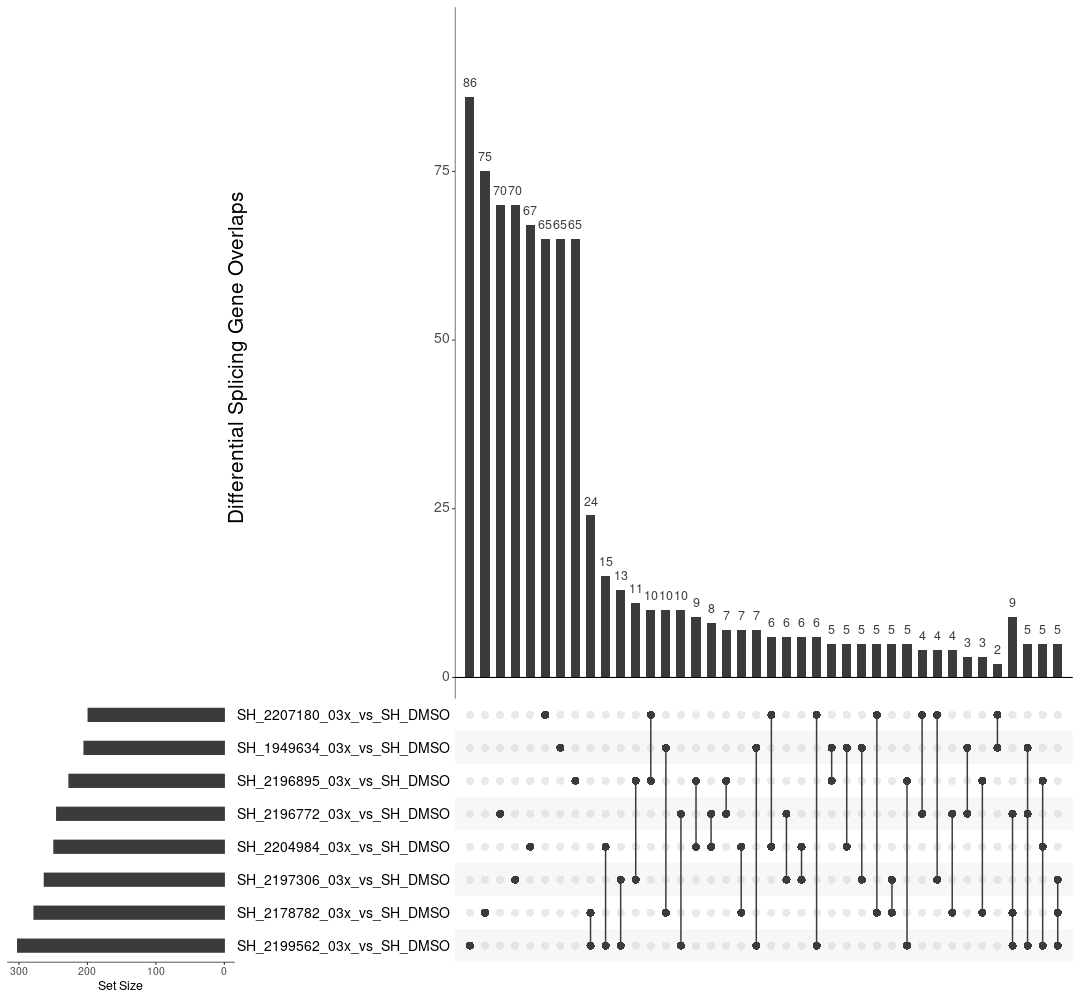 Differential Splicing Gene Overlaps
86
75
70 70
67
65 65 65
24
15
13
11
10 10 10
9
8
7 7 7
6 6 6 6
5 5 5 5 5 5
4 4 4
3 3
2
9
5 5 5
75
50
25
0
SH_2207180_03x_vs_SH_DMSO
SH_1949634_03x_vs_SH_DMSO
SH_2196895_03x_vs_SH_DMSO
SH_2196772_03x_vs_SH_DMSO
SH_2204984_03x_vs_SH_DMSO
SH_2197306_03x_vs_SH_DMSO
SH_2178782_03x_vs_SH_DMSO
SH_2199562_03x_vs_SH_DMSO
300 200 100 0
Set Size